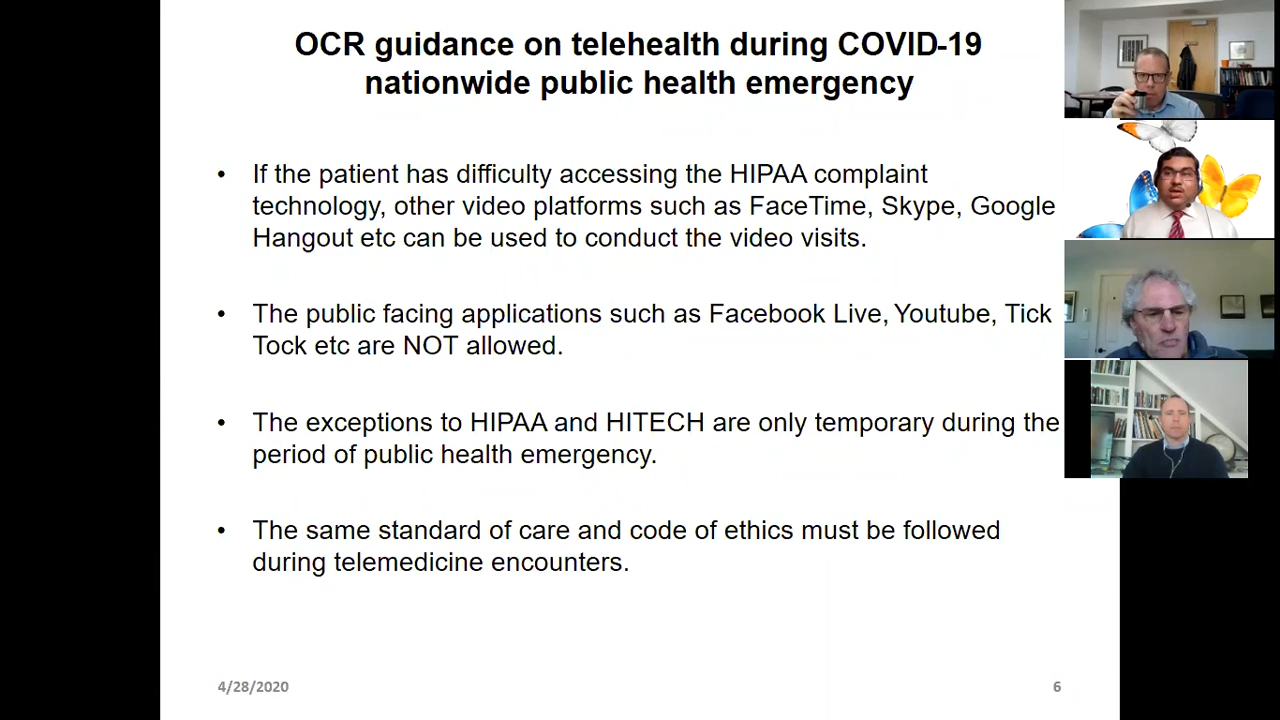 OCR guidance on telehealth during COVID-19
nationwide public health emergency
• If the patient has difficulty accessing the HIPAA complaint
technology, other video platforms such as FaceTime, Skype, Google
Hangout etc can be used to conduct the video visits.
• The public facing applications such as Facebook Live, Youtube, Tick
Tock etc are NOT allowed.
• The exceptions to HIPAA and HITECH are only temporary during the
period of public health emergency.
• The same standard of care and code of ethics must be followed
during telemedicine encounters.
4/28/2020
6